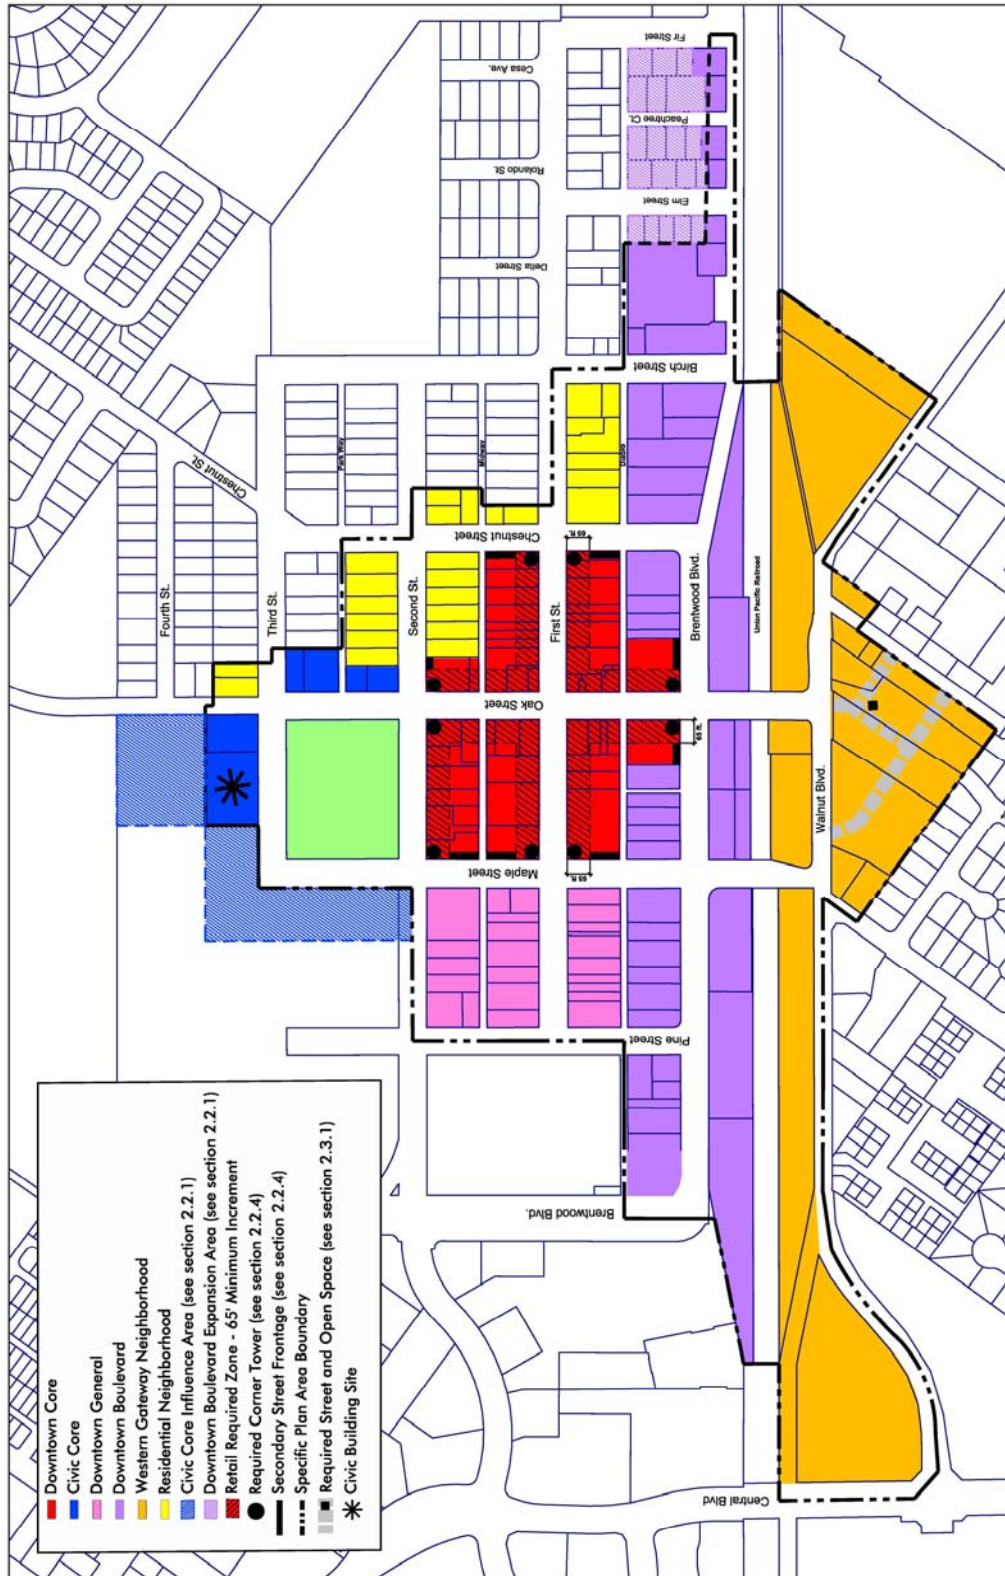 Downtown Core
Civic Core
Downtown General
Downtown Boulevard
Western Gateway Neighborhood
Residential Neighborhood
Civic Core Influence Area (see section 2.2.1)
Downtown Boulevard Expansion Area (see section 2.2.1)
Retail Required Zone - 65' Minimum Increment
Required Corner Tower (see section 2.2.4)
Secondary Street Frontage (see section 2.2.4)
Specific Plan Area Boundary
Required Street and Open Space (see section 2.3.1)
Civic Building Site
Fourth St.
Chestnut St.
Third St.
Park Way
Second St.
Midway
First St.
Diablo
Brentwood Blvd.
Union Pacific Railroad
Walnut Blvd.
Central Blvd
Brentwood Blvd.
Pine Street
Maple Street
Oak Street
Chestnut Street
Birch Street
Delta Street
Rolando St.
Cesa Ave.
Elm Street
Peachtree Ct.
Fir Street
65 ft.
65 ft.
65 ft.